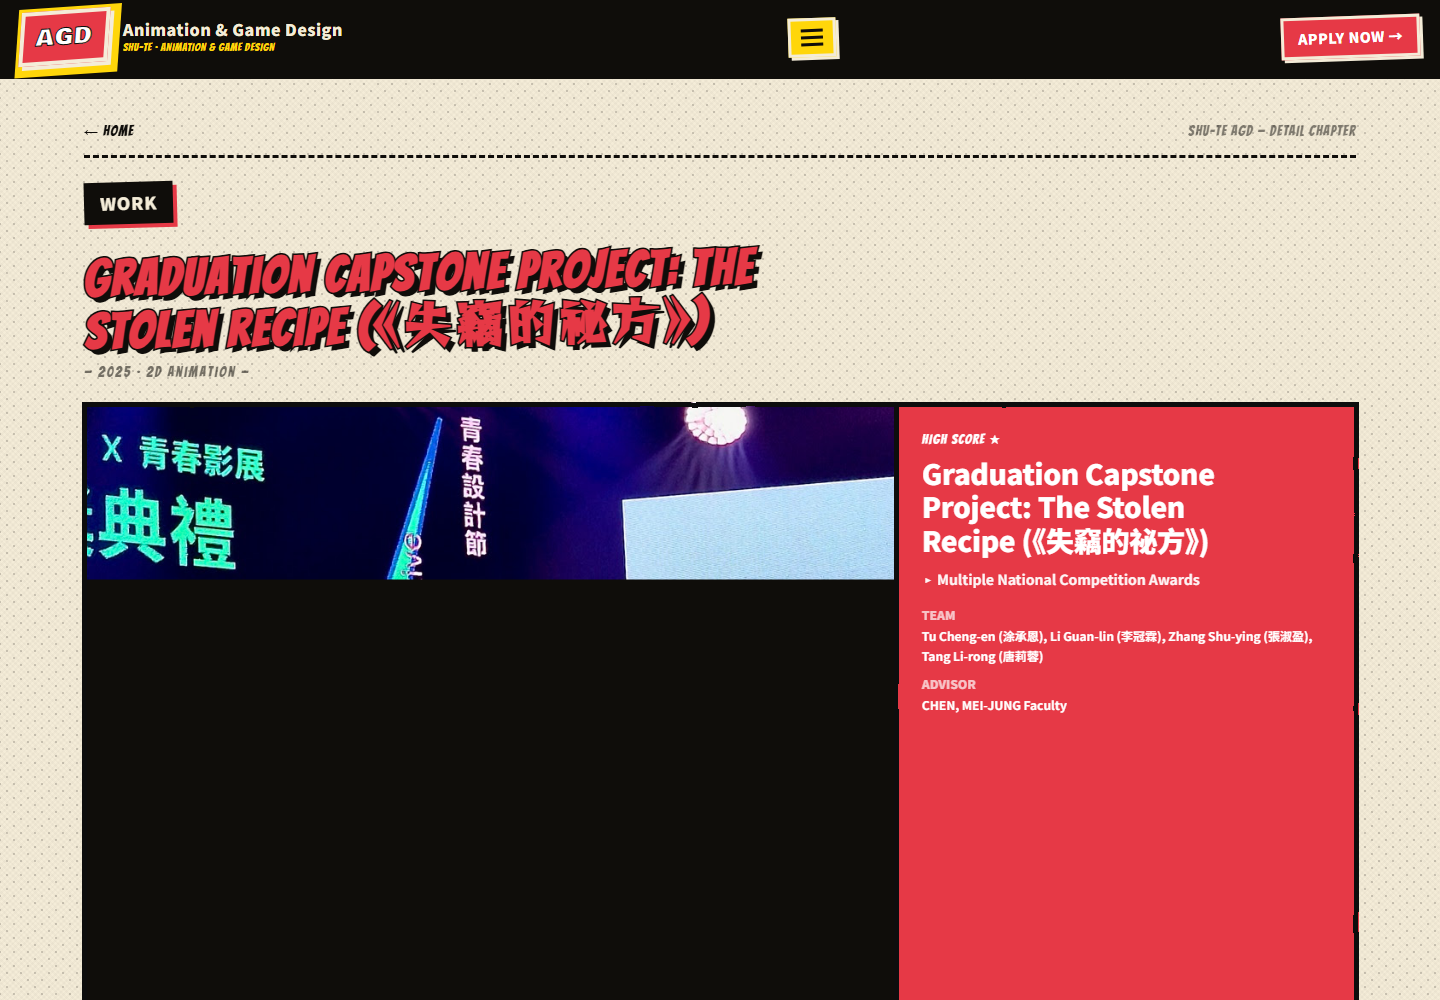 AGD
Animation & Game Design
SHU-TE · ANIMATION & GAME DESIGN
APPLY NOW →
← HOME
SHU-TE AGD — DETAIL CHAPTER
WORK
GRADUATION CAPSTONE PROJECT: THE
STOLEN RECIPE (《失竊的祕方》)
— 2025 · 2D ANIMATION —
X 青春影展
典禮
青春設計節
ive
HIGH SCORE ★
Graduation Capstone
Project: The Stolen
Recipe (《失竊的祕方》)
▸ Multiple National Competition Awards
TEAM
Tu Cheng-en (涂承恩), Li Guan-lin (李冠霖), Zhang Shu-ying (張淑盈),
Tang Li-rong (唐莉蓉)
ADVISOR
CHEN, MEI-JUNG Faculty